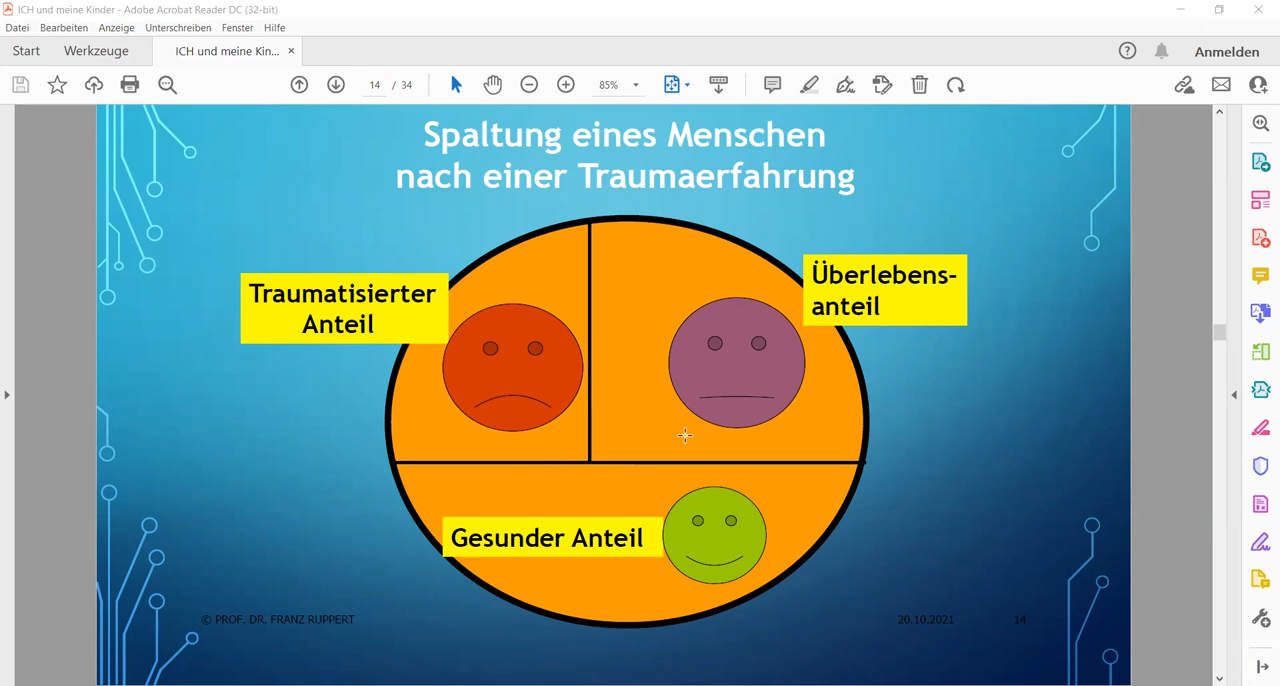 ICH und meine Kinder - Adobe Acrobat Reader DC (32-bit)
Datei Bearbeiten Anzeige Unterschreiben Fenster Hilfe
Start Werkzeuge ICH und meine Kin... × Anmelden
14 / 34 85%
Spaltung eines Menschen
nach einer Traumaerfahrung
Traumatisierter
Anteil
Überlebens-
anteil
Gesunder Anteil
© PROF. DR. FRANZ RUPPERT 20.10.2021 14